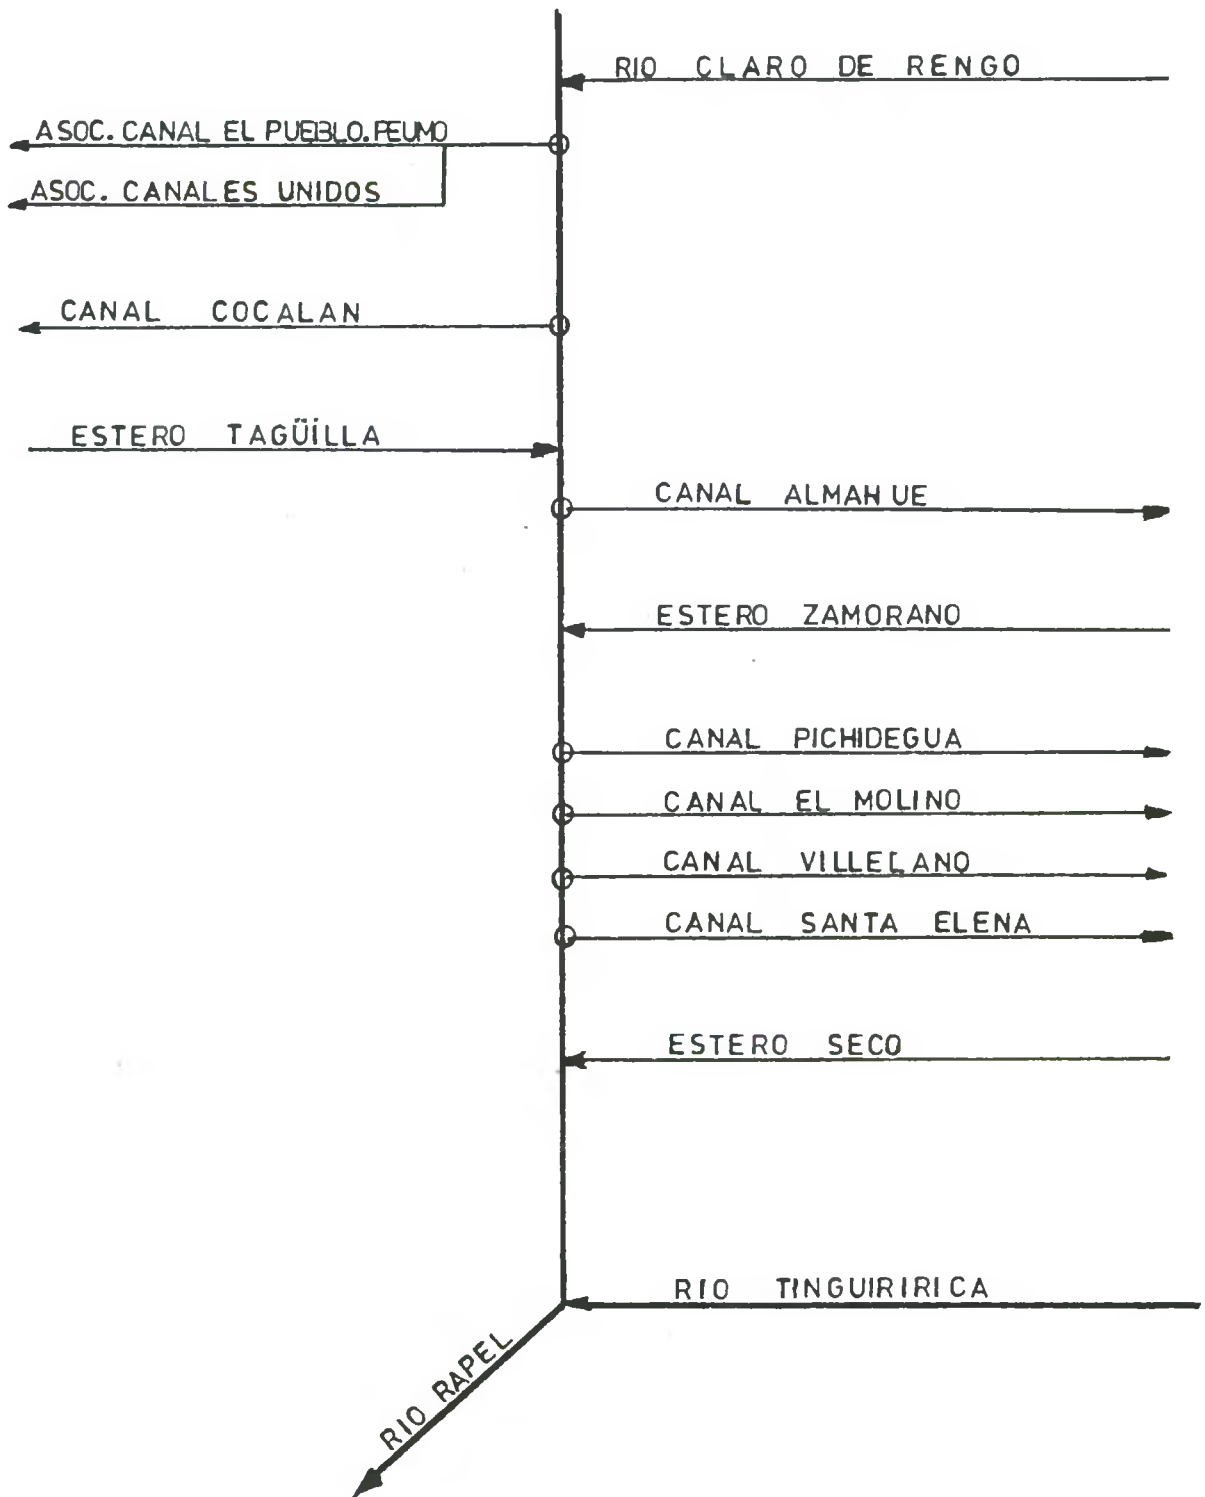 RIO CLARO DE RENGO
ASOC. CANAL EL PUEBLO. PEUMO
ASOC. CANALES UNIDOS
CANAL COCALAN
ESTERO TAGÜILLA
CANAL ALMAHUE
ESTERO ZAMORANO
CANAL PICHIDEGUA
CANAL EL MOLINO
CANAL VILLELANO
CANAL SANTA ELENA
ESTERO SECO
RIO TINGUIRIRICA
RIO RAPEL